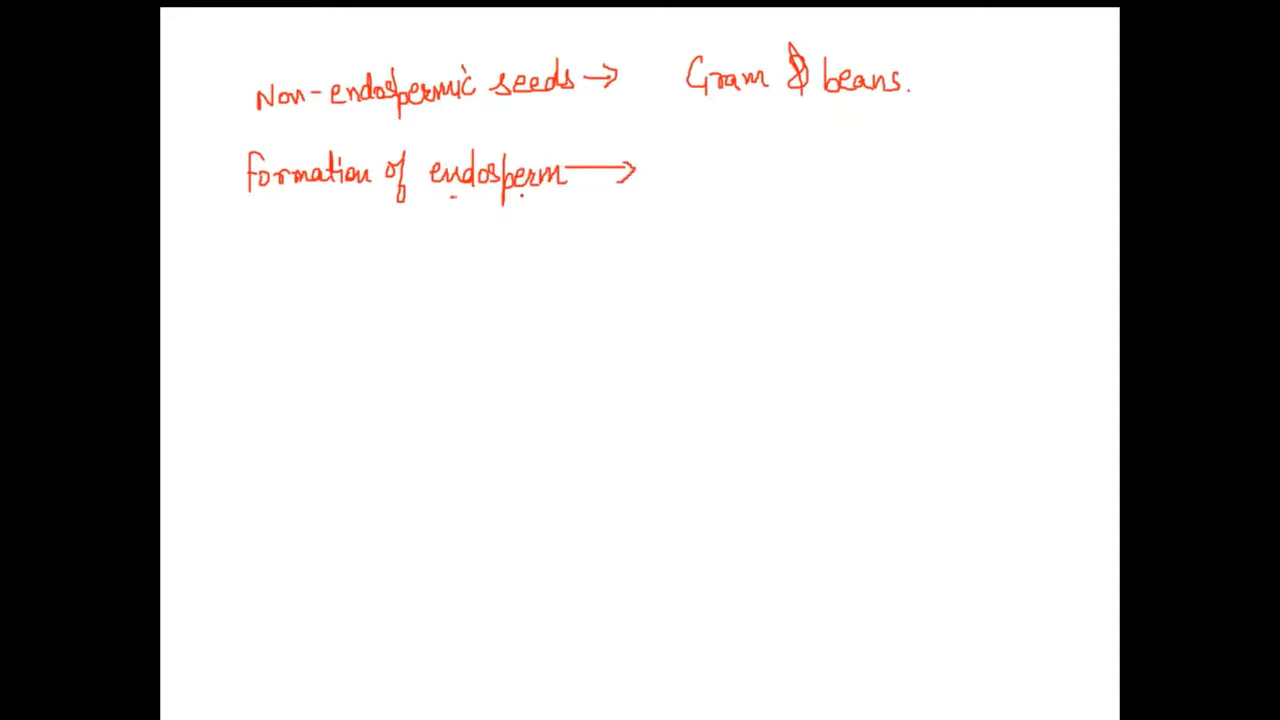 Non-endospermic seeds → Gram & beans.
Formation of endosperm →